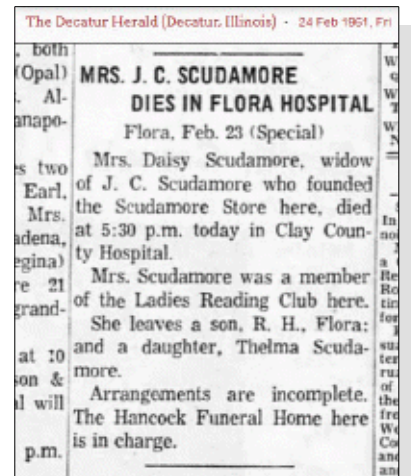 The Decatur Herald (Decatur, Illinois) - 24 Feb 1961, Fri
both
(Opal)
Al-
anapo-
es two
Earl,
Mrs.
adena,
egina)
re 21
grand-
at 10
son &
l will
p.m.
MRS. J. C. SCUDAMORE
DIES IN FLORA HOSPITAL
Flora, Feb. 23 (Special)
Mrs. Daisy Scudamore, widow
of J. C. Scudamore who founded
the Scudamore Store here, died
at 5:30 p.m. today in Clay Coun-
ty Hospital.
Mrs. Scudamore was a member
of the Ladies Reading Club here.
She leaves a son, R. H., Flora;
and a daughter, Thelma Scuda-
more.
Arrangements are incomplete.
The Hancock Funeral Home here
is in charge.